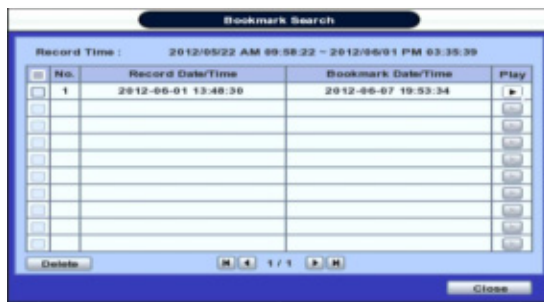 Bookmark Search
Record Time : 2012/05/22 AM 09:58:22 ~ 2012/06/01 PM 03:35:39
No. Record Date/Time Bookmark Date/Time Play
1 2012-06-01 13:48:30 2012-06-07 19:53:34
Delete 1 / 1
Close